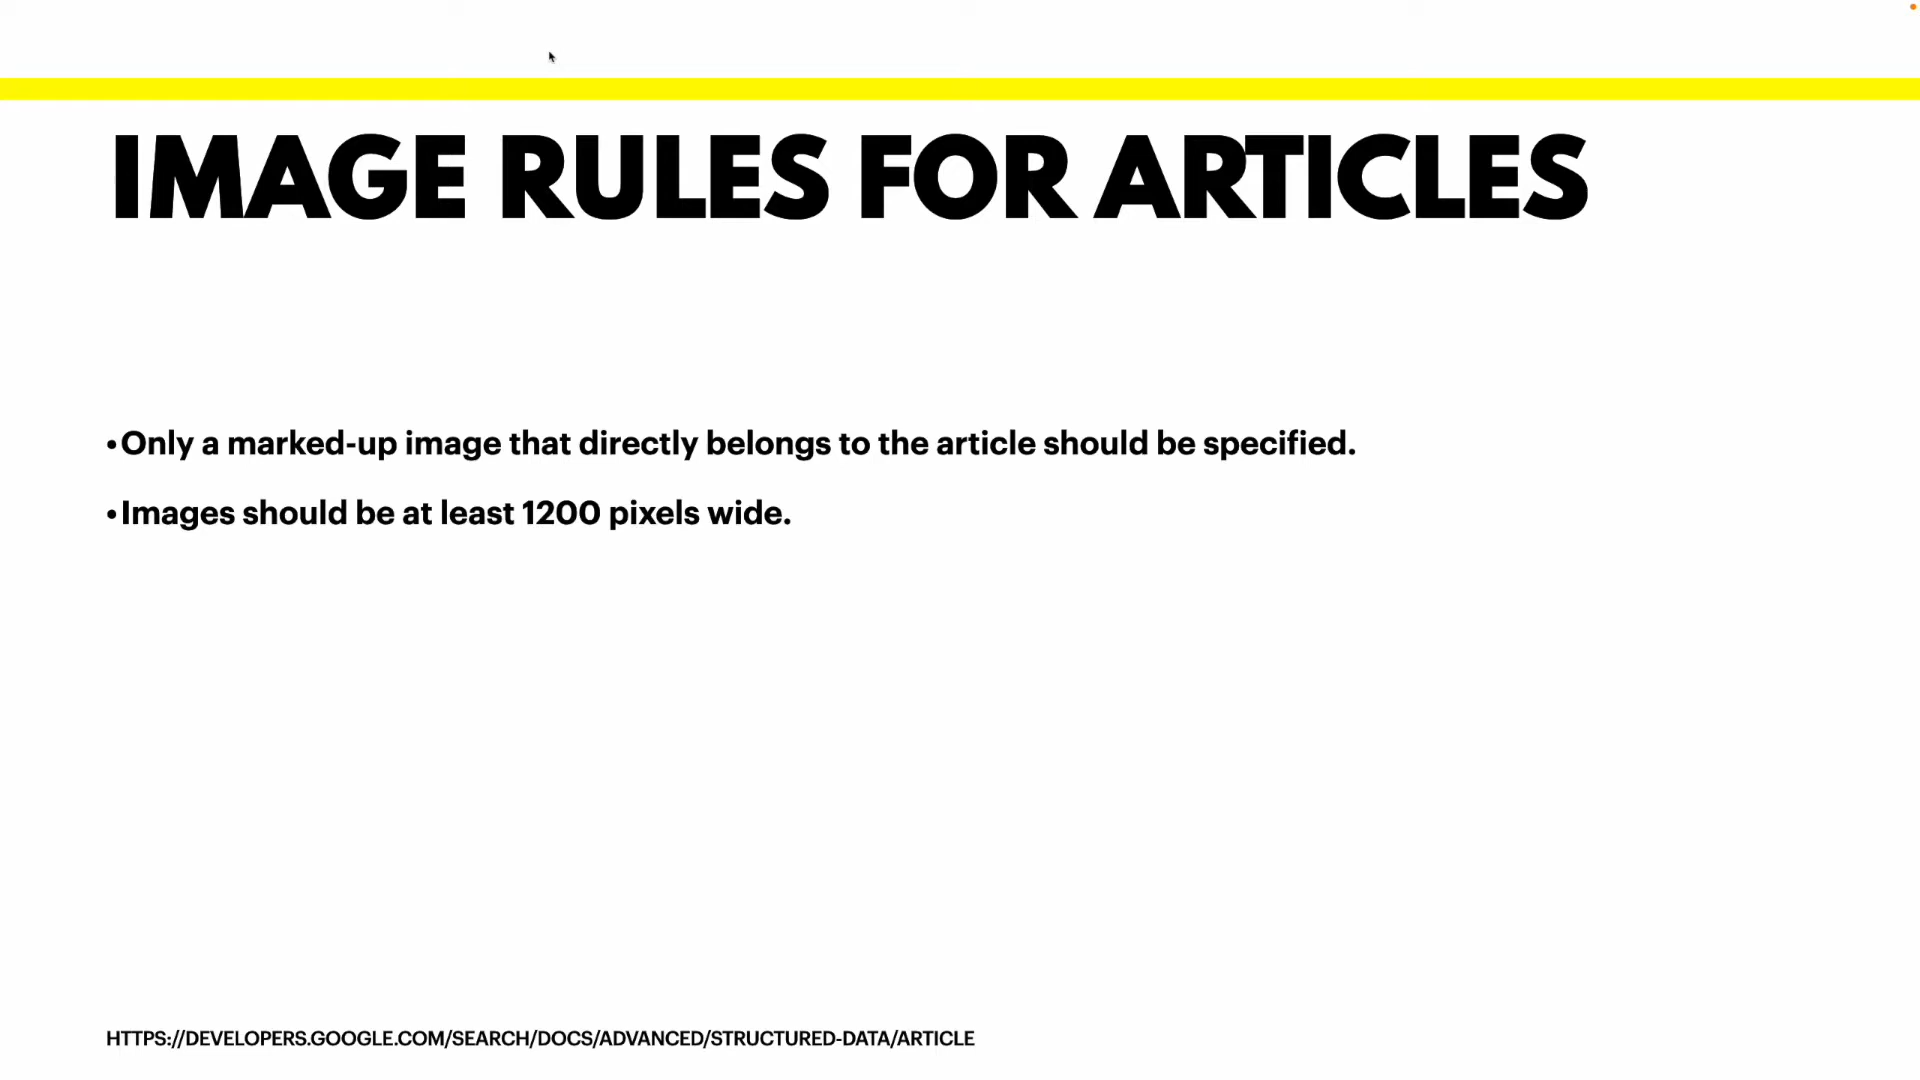 IMAGE RULES FOR ARTICLES
•Only a marked-up image that directly belongs to the article should be specified.
•Images should be at least 1200 pixels wide.
HTTPS://DEVELOPERS.GOOGLE.COM/SEARCH/DOCS/ADVANCED/STRUCTURED-DATA/ARTICLE